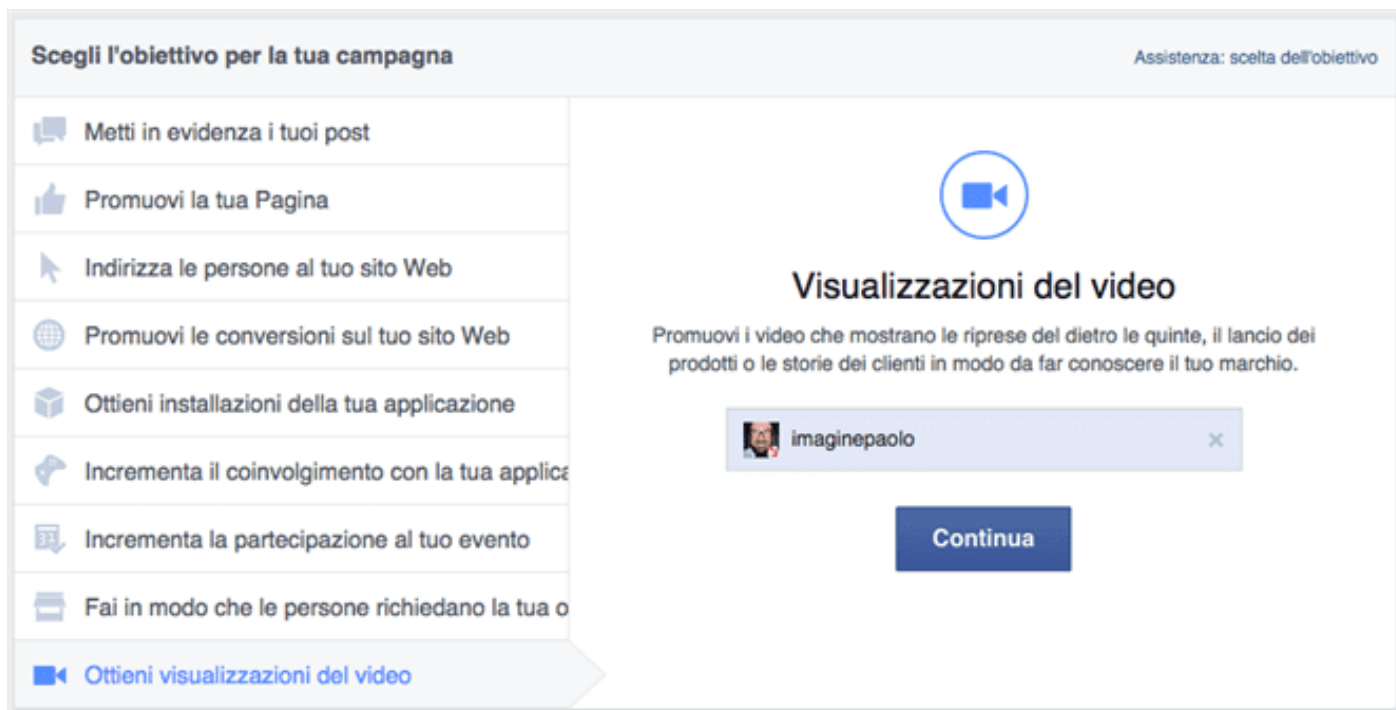 Scegli l'obiettivo per la tua campagna
Assistenza: scelta dell'obiettivo
Metti in evidenza i tuoi post
Promuovi la tua Pagina
Indirizza le persone al tuo sito Web
Promuovi le conversioni sul tuo sito Web
Ottieni installazioni della tua applicazione
Incrementa il coinvolgimento con la tua applica
31
Incrementa la partecipazione al tuo evento
Fai in modo che le persone richiedano la tua o
Ottieni visualizzazioni del video
Visualizzazioni del video
Promuovi i video che mostrano le riprese del dietro le quinte, il lancio dei
prodotti o le storie dei clienti in modo da far conoscere il tuo marchio.
imaginepaolo
Continua